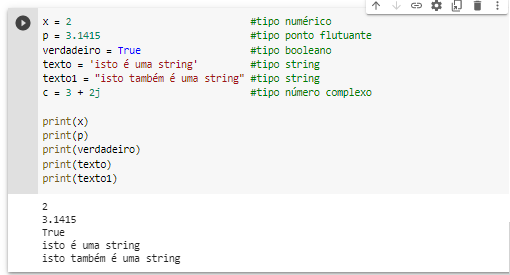 x = 2 #tipo numérico
p = 3.1415 #tipo ponto flutuante
verdadeiro = True #tipo booleano
texto = 'isto é uma string' #tipo string
texto1 = "isto também é uma string" #tipo string
c = 3 + 2j #tipo número complexo
print(x)
print(p)
print(verdadeiro)
print(texto)
print(texto1)
2
3.1415
True
isto é uma string
isto também é uma string